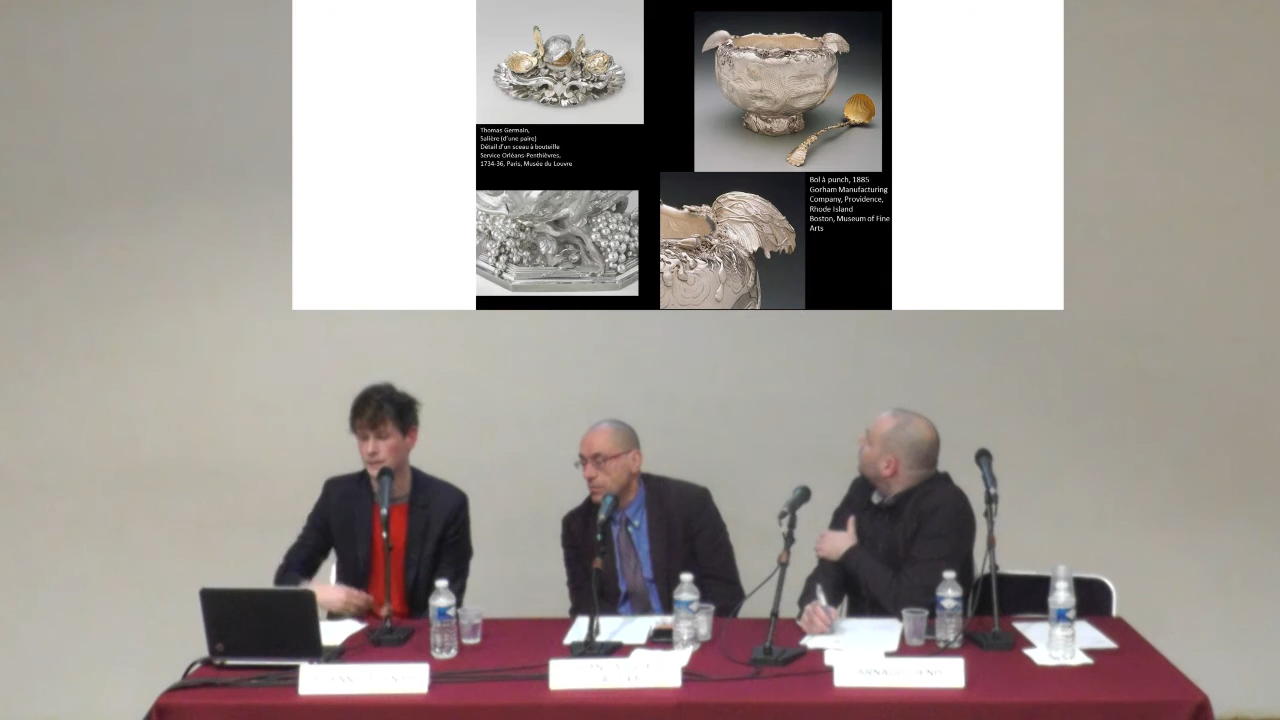 Thomas Germain,
Salière (d'une paire)
Détail d'un sceau à bouteille
Service Orléans-Penthièvres,
1734-36, Paris, Musée du Louvre
Bol à punch, 1885
Gorham Manufacturing
Company, Providence,
Rhode Island
Boston, Museum of Fine
Arts